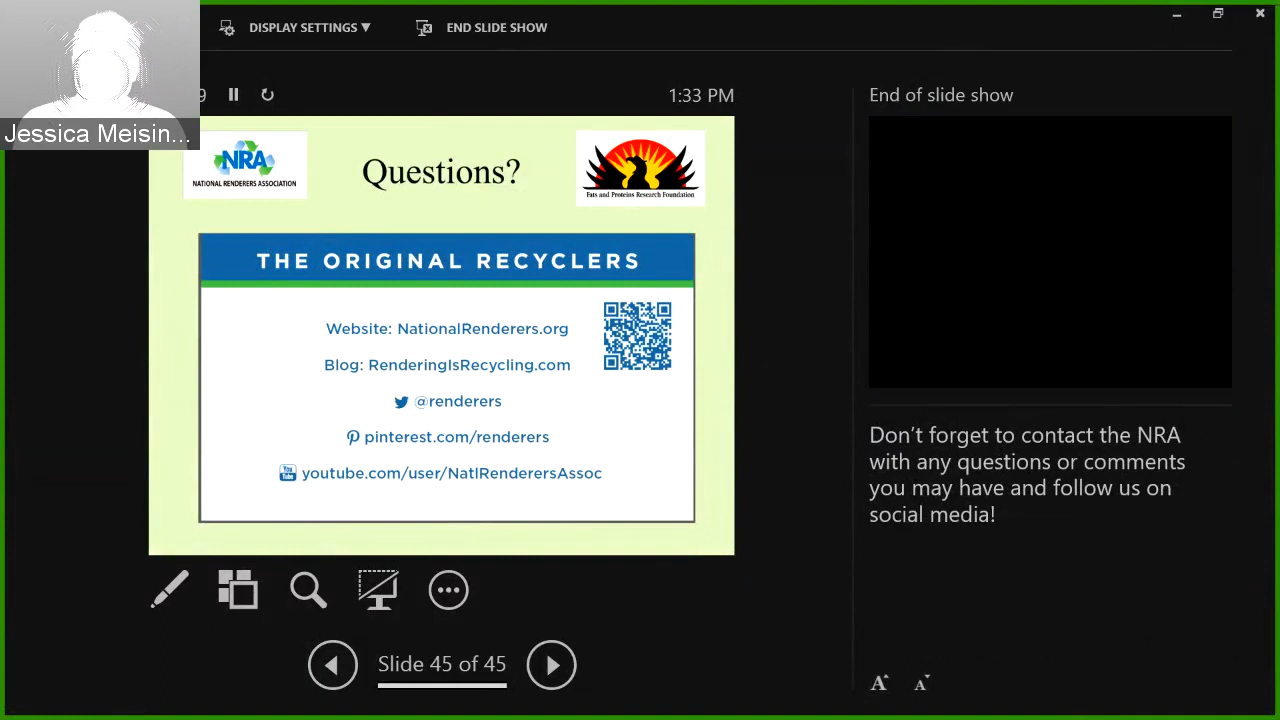 DISPLAY SETTINGS
END SLIDE SHOW
Jessica Meisin...
9
1:33 PM
End of slide show
NRA
NATIONAL RENDERERS ASSOCIATION
Questions?
Fats and Proteins Research Foundation
THE ORIGINAL RECYCLERS
Website: NationalRenderers.org
Blog: RenderingIsRecycling.com
@renderers
pinterest.com/renderers
You Tube youtube.com/user/NatlRenderersAssoc
Don’t forget to contact the NRA
with any questions or comments
you may have and follow us on
social media!
Slide 45 of 45
A A